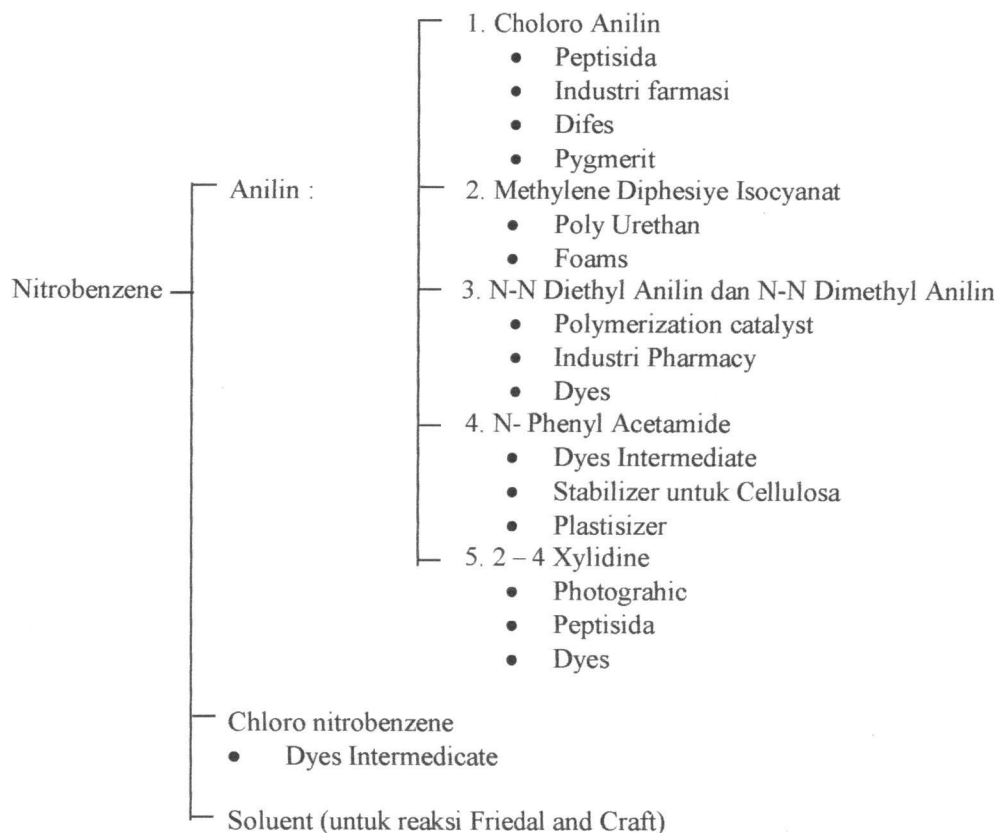 1. Choloro Anilin
• Peptisida
• Industri farmasi
• Difes
• Pygmerit
Anilin :
2. Methylene Diphesiye Isocyanat
• Poly Urethan
• Foams
Nitrobenzene
3. N-N Diethyl Anilin dan N-N Dimethyl Anilin
• Polymerization catalyst
• Industri Pharmacy
• Dyes
4. N- Phenyl Acetamide
• Dyes Intermediate
• Stabilizer untuk Cellulosa
• Plastisizer
5. 2 – 4 Xylidine
• Photograhic
• Peptisida
• Dyes
Chloro nitrobenzene
• Dyes Intermedicate
Soluent (untuk reaksi Friedal and Craft)